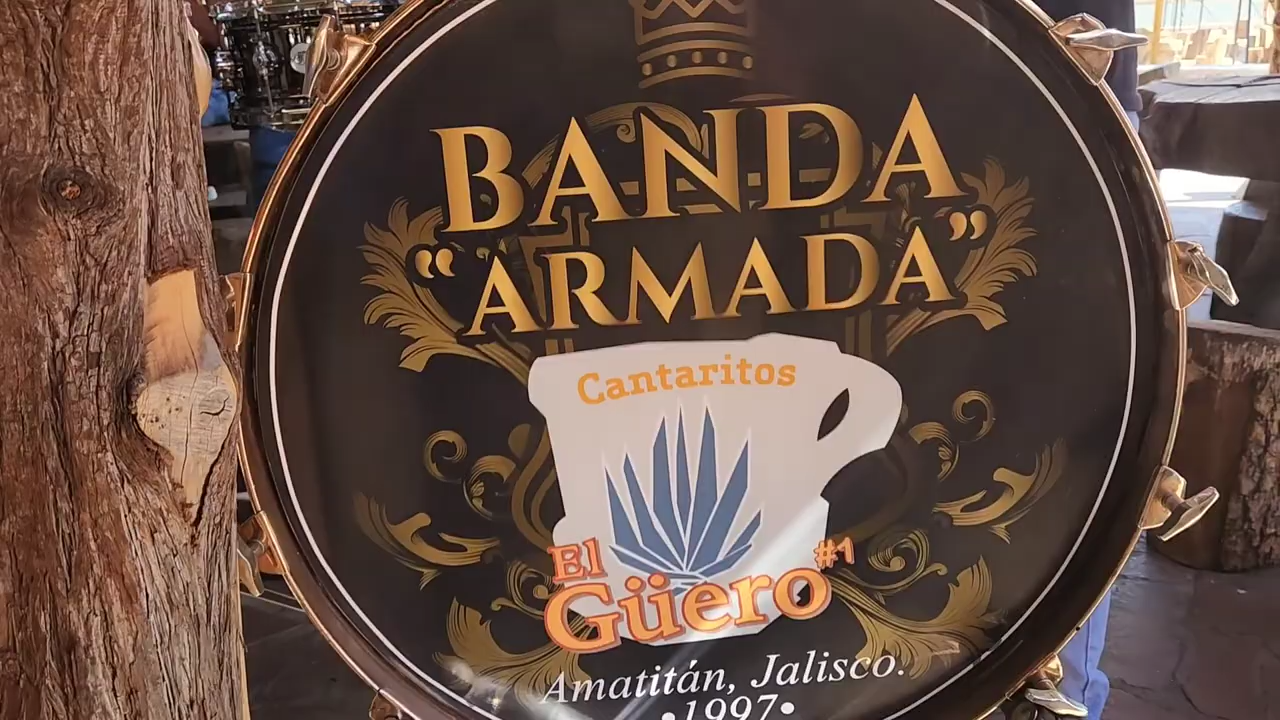 BANDA
"ARMADA"
Cantaritos
El
Güero #1
Amatitán, Jalisco.
•1997•